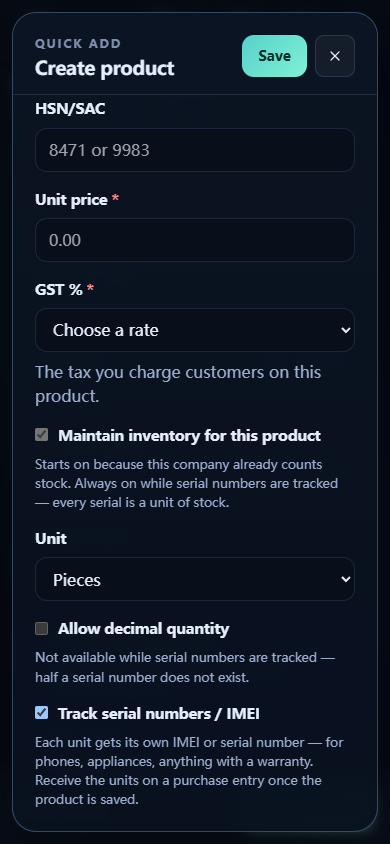 QUICK ADD
Create product
Save
×
HSN/SAC
8471 or 9983
Unit price *
0.00
GST % *
Choose a rate
The tax you charge customers on this
product.
Maintain inventory for this product
Starts on because this company already counts
stock. Always on while serial numbers are tracked
— every serial is a unit of stock.
Unit
Pieces
Allow decimal quantity
Not available while serial numbers are tracked —
half a serial number does not exist.
Track serial numbers / IMEI
Each unit gets its own IMEI or serial number — for
phones, appliances, anything with a warranty.
Receive the units on a purchase entry once the
product is saved.